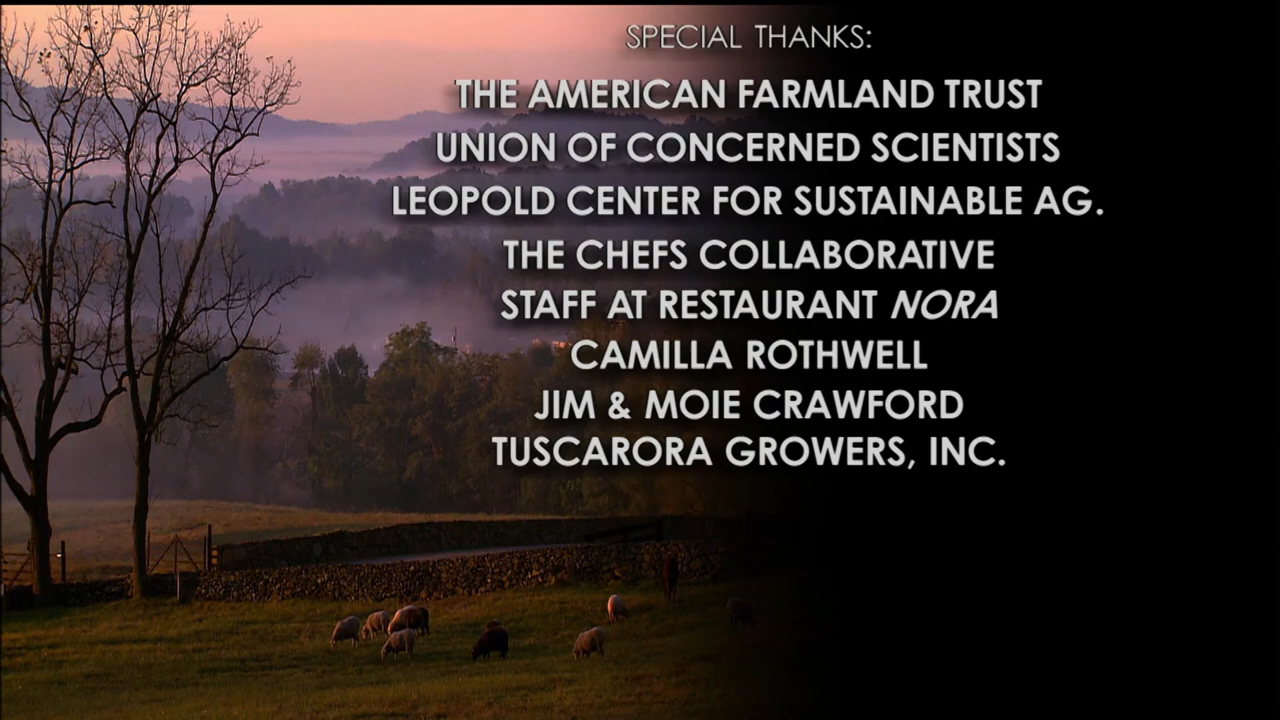 SPECIAL THANKS:
THE AMERICAN FARMLAND TRUST
UNION OF CONCERNED SCIENTISTS
LEOPOLD CENTER FOR SUSTAINABLE AG.
THE CHEFS COLLABORATIVE
STAFF AT RESTAURANT NORA
CAMILLA ROTHWELL
JIM & MOIE CRAWFORD
TUSCARORA GROWERS, INC.